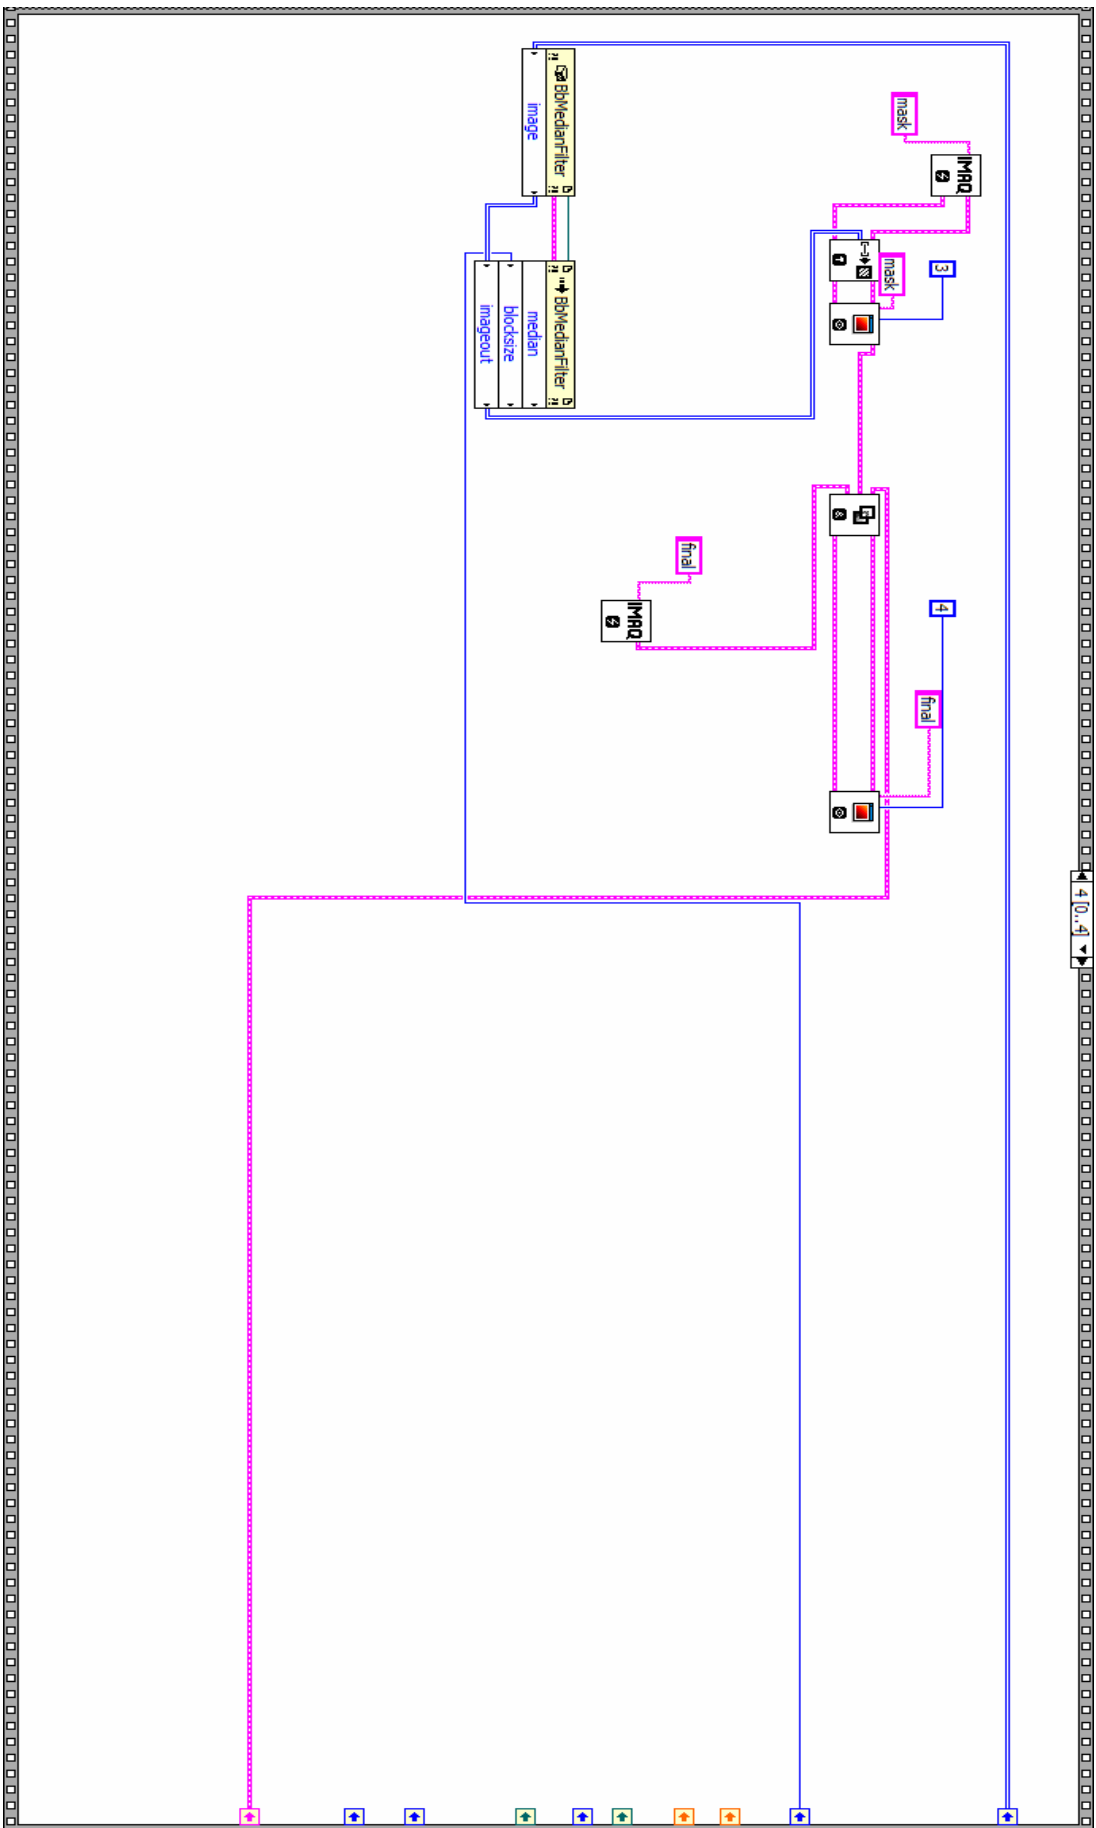 4 [0..4]
mask
IMAQ
mask
3
BbMedianFilter
image
BbMedianFilter
median
blocksize
imageout
final
IMAQ
4
final